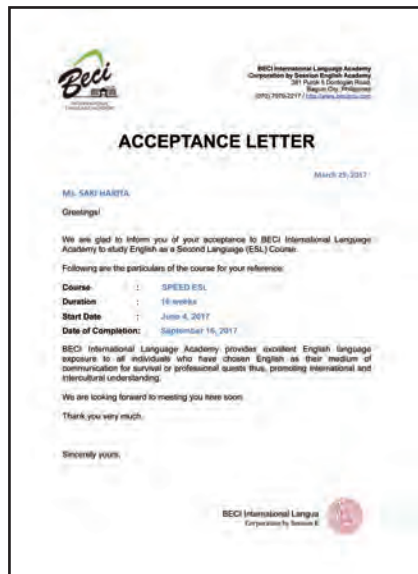 Beci
INTERNATIONAL
LANGUAGE ACADEMY
BECI International Language Academy
Corporation by Session English Academy
Baguio City, Philippines
ACCEPTANCE LETTER
March 29, 2017
MS. SAKI HARITA
Greetings!
We are glad to inform you of your acceptance to BECI International Language
Academy to study English as a Second Language (ESL) Course.
Following are the particulars of the course for your reference:
Course : SPEED ESL
Duration : 16 weeks
Start Date : June 4, 2017
Date of Completion: September 16, 2017
BECI International Language Academy provides excellent English language
exposure to all individuals who have chosen English as their medium of
communication for survival or professional quests thus, promoting international and
intercultural understanding.
We are looking forward to meeting you here soon.
Thank you very much.
Sincerely yours,
BECI International Langua
Corporation by Session E